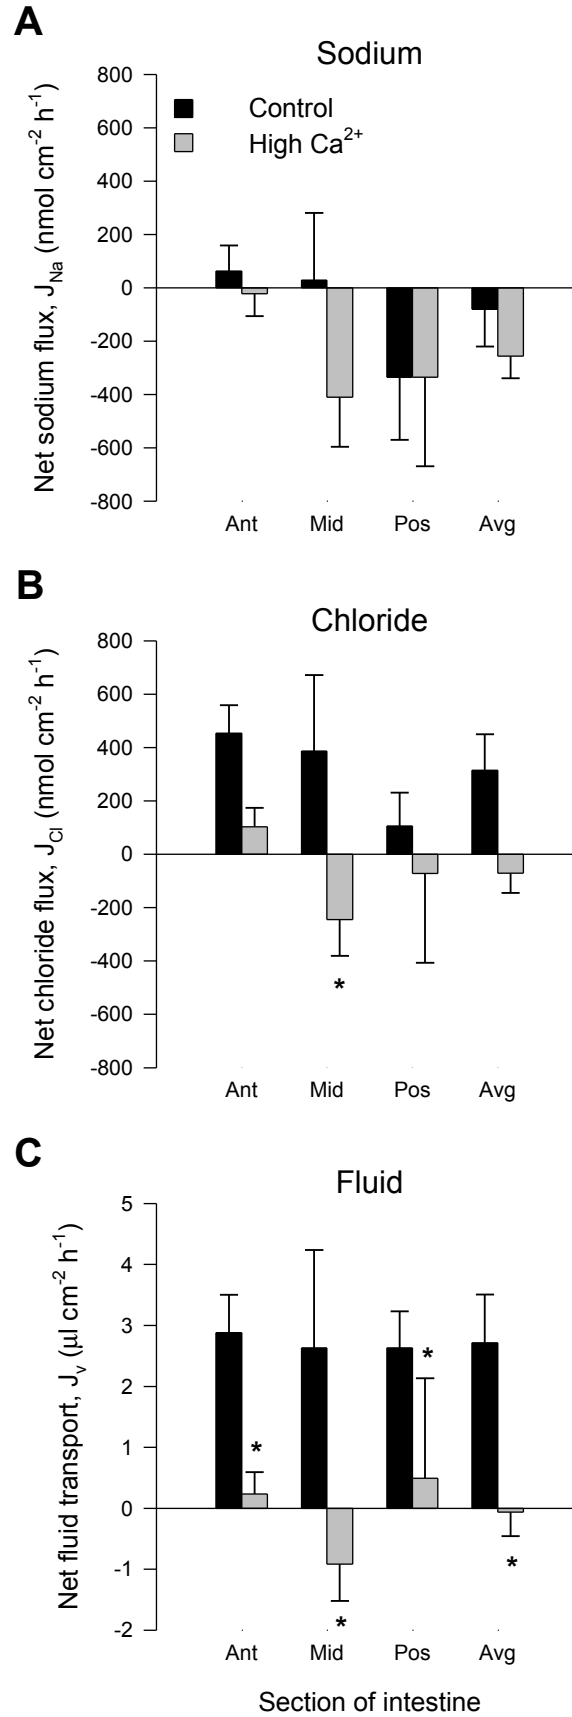 A
Sodium
800
600
400
200
0
-200
-400
-600
-800
Net sodium flux, J_Na (nmol cm⁻² h⁻¹)
Control
High Ca²⁺
Ant Mid Pos Avg
B
Chloride
800
600
400
200
0
-200
-400
-600
-800
Net chloride flux, J_Cl (nmol cm⁻² h⁻¹)
*
Ant Mid Pos Avg
C
Fluid
5
4
3
2
1
0
-1
-2
Net fluid transport, J_v (μl cm⁻² h⁻¹)
*
*
*
*
Ant Mid Pos Avg
Section of intestine